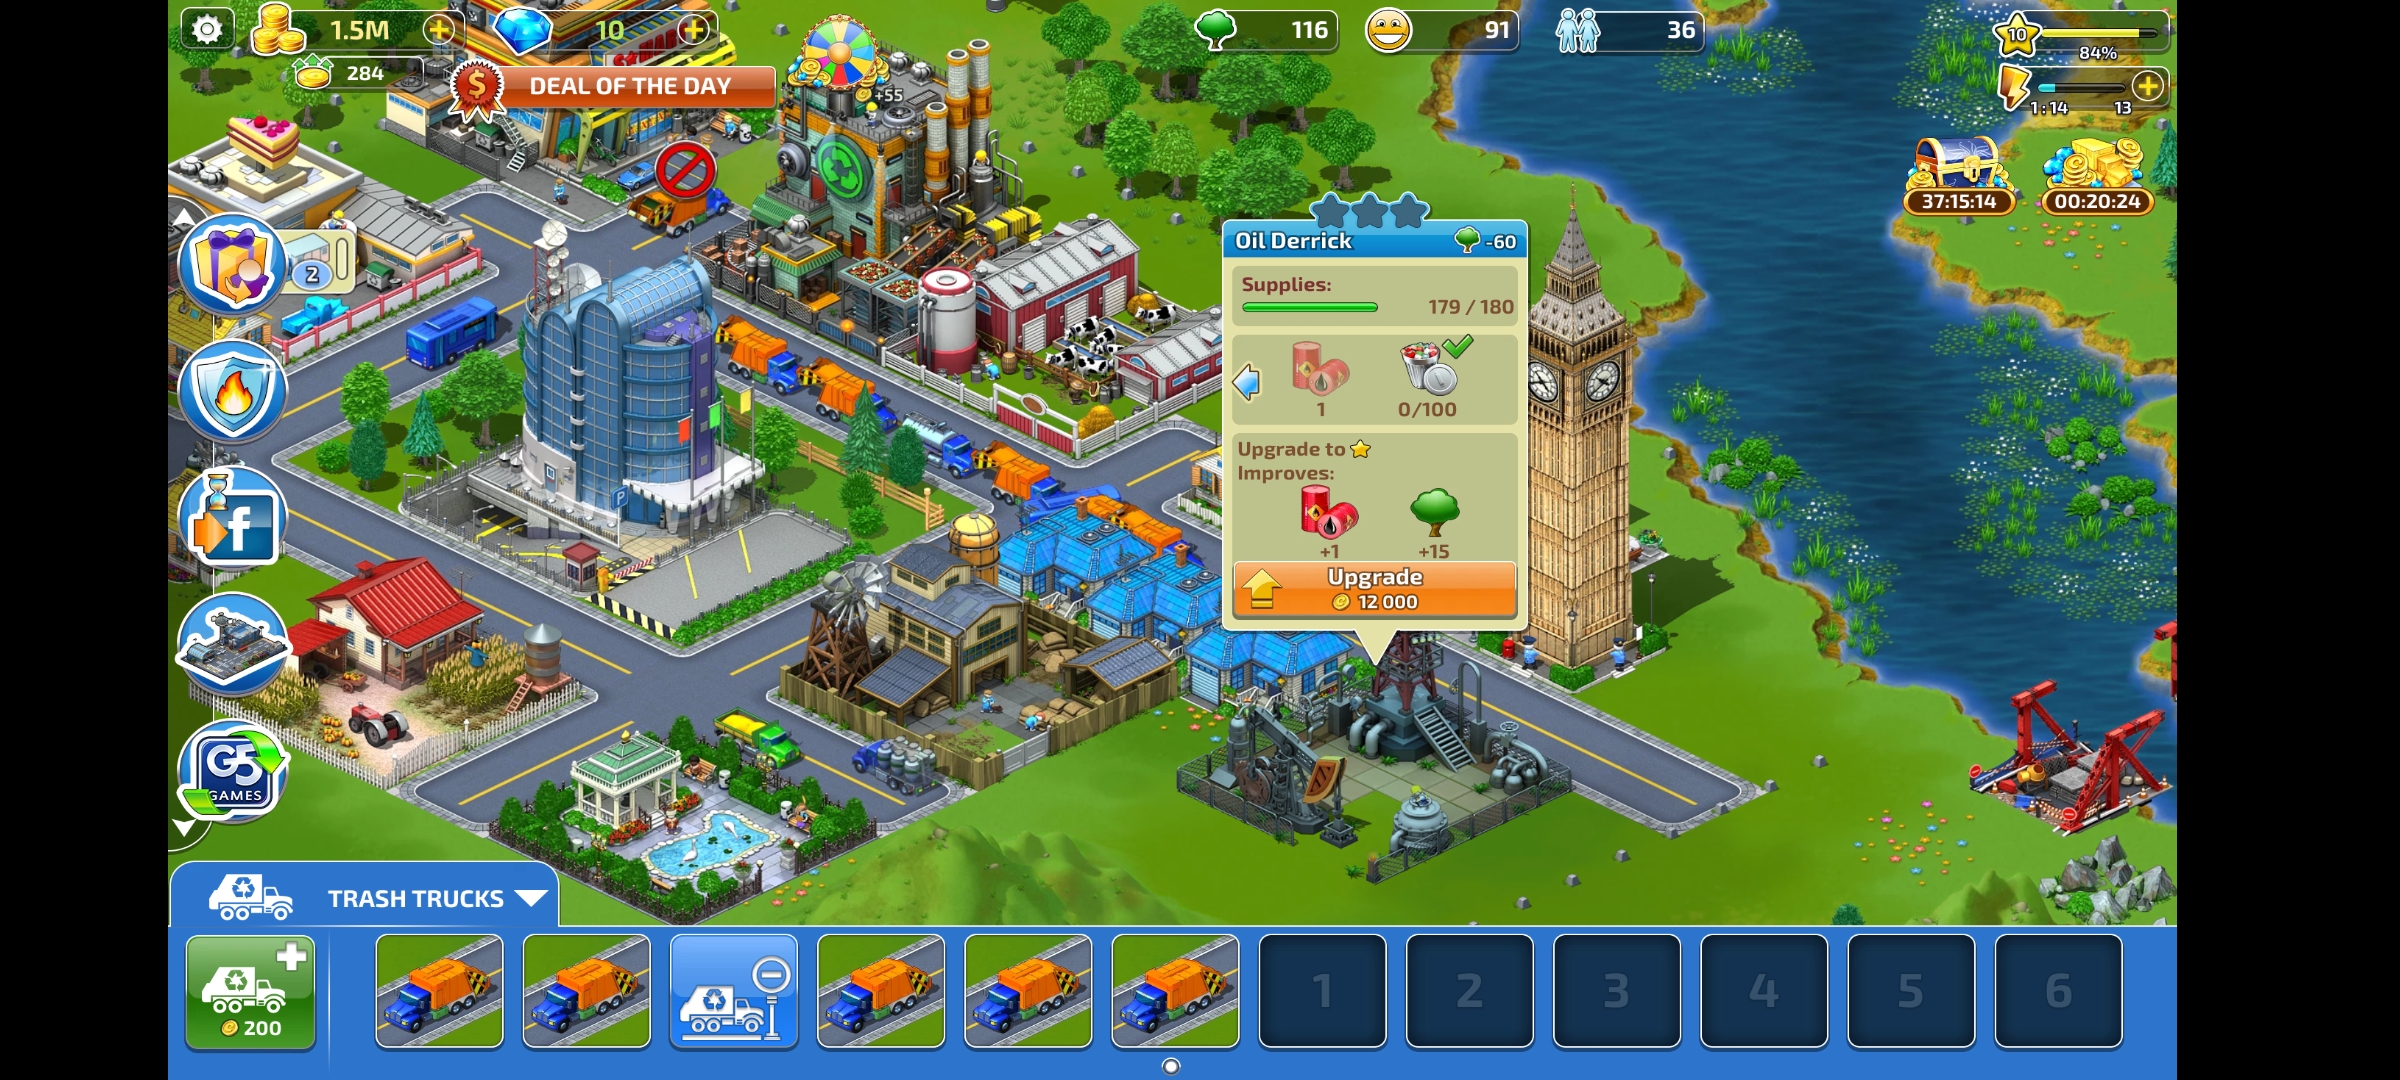 1.5M
10
116
91
36
10
84%
284
DEAL OF THE DAY
+55
1:14
13
37:15:14
00:20:24
2
Oil Derrick
-60
Supplies:
179 / 180
1
0/100
Upgrade to
Improves:
+1
+15
Upgrade
12 000
P
f
G5
GAMES
TRASH TRUCKS
200
1
2
3
4
5
6